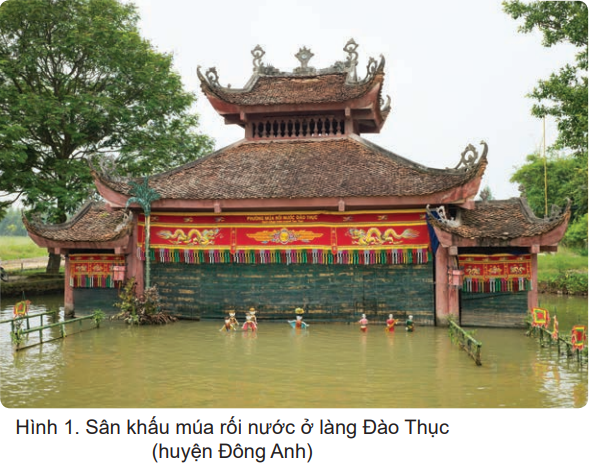 PHƯỜNG MÚA RỐI NƯỚC ĐÀO THỤC
Hình 1. Sân khấu múa rối nước ở làng Đào Thục
(huyện Đông Anh)